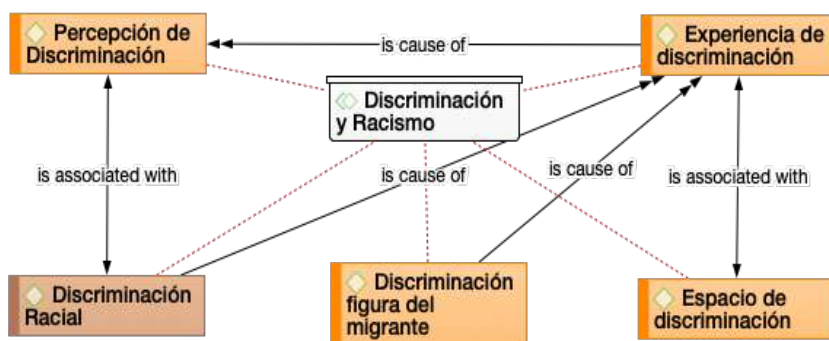 Percepción de
Discriminación
is cause of
Experiencia de
discriminación
Discriminación
y Racismo
is associated with
is cause of
is cause of
is associated with
Discriminación
Racial
Discriminación
figura del
migrante
Espacio de
discriminación